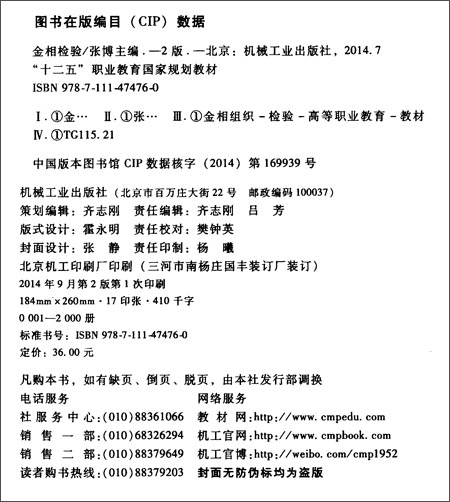 图书在版编目（CIP）数据
金相检验/张博主编．—2版．—北京：机械工业出版社，2014.7
“十二五”职业教育国家规划教材
ISBN 978-7-111-47476-0
Ⅰ.①金… Ⅱ.①张… Ⅲ.①金相组织－检验－高等职业教育－教材
Ⅳ.①TG115.21
中国版本图书馆CIP数据核字（2014）第169939号
机械工业出版社（北京市百万庄大街22号 邮政编码100037）
策划编辑：齐志刚 责任编辑：齐志刚 吕 芳
版式设计：霍永明 责任校对：樊钟英
封面设计：张 静 责任印制：杨 曦
北京机工印刷厂印刷（三河市南杨庄国丰装订厂装订）
2014年9月第2版第1次印刷
184mm×260mm·17印张·410千字
0 001—2 000册
标准书号：ISBN 978-7-111-47476-0
定价：36.00元
凡购本书，如有缺页、倒页、脱页，由本社发行部调换
电话服务 网络服务
社服务中心：(010)88361066 教材网：http://www.cmpedu.com
销售一部：(010)68326294 机工官网：http://www.cmpbook.com
销售二部：(010)88379649 机工官博：http://weibo.com/cmp1952
读者购书热线：(010)88379203 封面无防伪标均为盗版